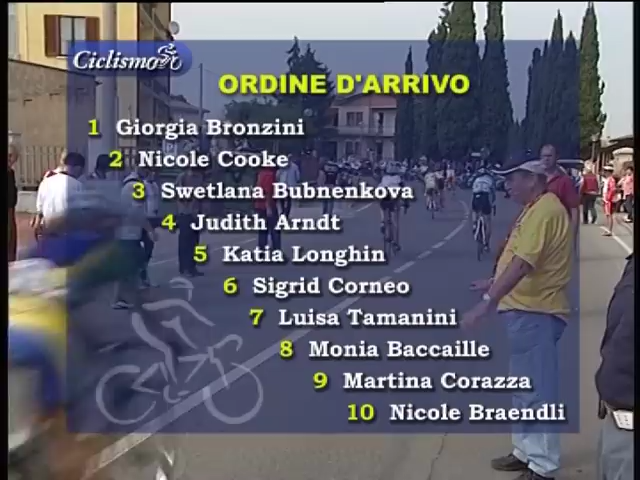 Ciclismo
ORDINE D'ARRIVO
1 Giorgia Bronzini
2 Nicole Cooke
3 Swetlana Bubnenkova
4 Judith Arndt
5 Katia Longhin
6 Sigrid Corneo
7 Luisa Tamanini
8 Monia Baccaille
9 Martina Corazza
10 Nicole Braendli